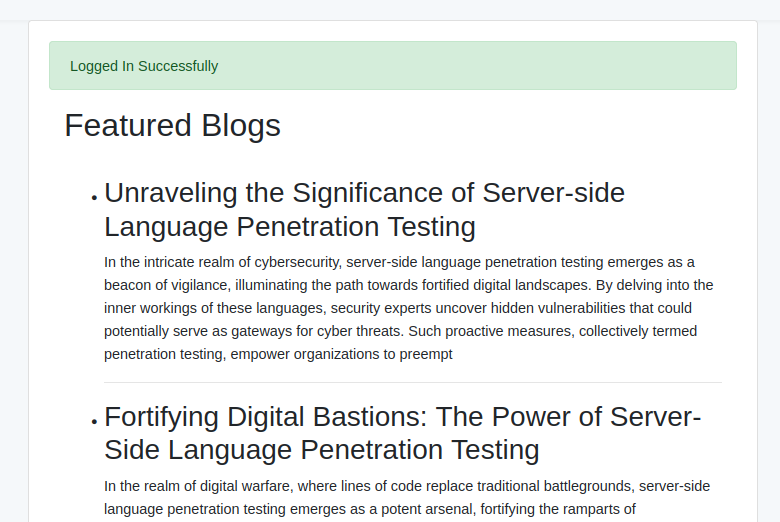 Logged In Successfully
Featured Blogs
Unraveling the Significance of Server-side
Language Penetration Testing
In the intricate realm of cybersecurity, server-side language penetration testing emerges as a
beacon of vigilance, illuminating the path towards fortified digital landscapes. By delving into the
inner workings of these languages, security experts uncover hidden vulnerabilities that could
potentially serve as gateways for cyber threats. Such proactive measures, collectively termed
penetration testing, empower organizations to preempt
Fortifying Digital Bastions: The Power of Server-
Side Language Penetration Testing
In the realm of digital warfare, where lines of code replace traditional battlegrounds, server-side
language penetration testing emerges as a potent arsenal, fortifying the ramparts of